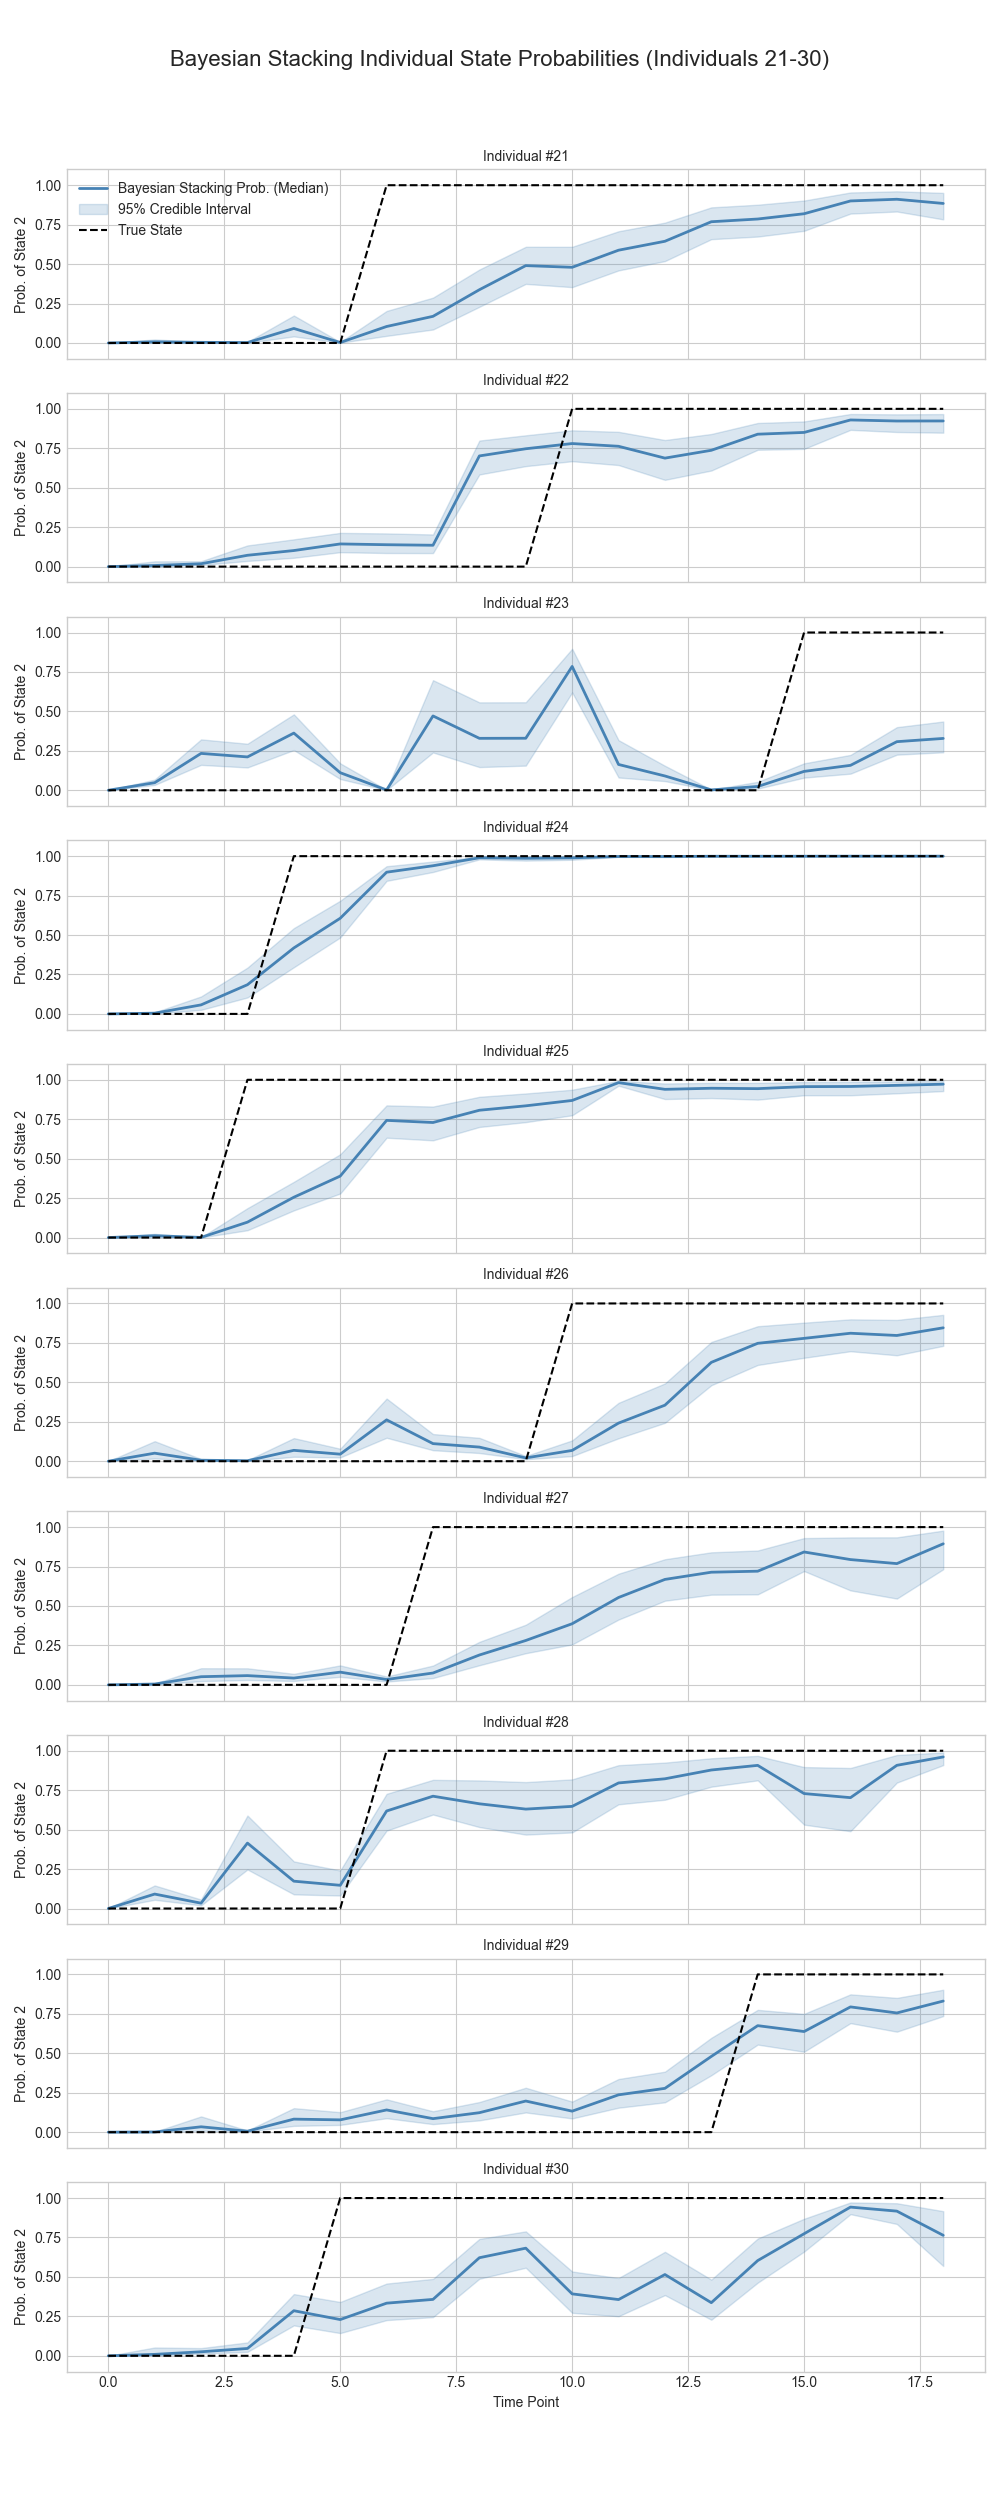 Bayesian Stacking Individual State Probabilities (Individuals 21-30)
Individual #21
Prob. of State 2
1.00
0.75
0.50
0.25
0.00
Bayesian Stacking Prob. (Median)
95% Credible Interval
True State
Individual #22
Prob. of State 2
1.00
0.75
0.50
0.25
0.00
Individual #23
Prob. of State 2
1.00
0.75
0.50
0.25
0.00
Individual #24
Prob. of State 2
1.00
0.75
0.50
0.25
0.00
Individual #25
Prob. of State 2
1.00
0.75
0.50
0.25
0.00
Individual #26
Prob. of State 2
1.00
0.75
0.50
0.25
0.00
Individual #27
Prob. of State 2
1.00
0.75
0.50
0.25
0.00
Individual #28
Prob. of State 2
1.00
0.75
0.50
0.25
0.00
Individual #29
Prob. of State 2
1.00
0.75
0.50
0.25
0.00
Individual #30
Prob. of State 2
1.00
0.75
0.50
0.25
0.00
0.0 2.5 5.0 7.5 10.0 12.5 15.0 17.5
Time Point